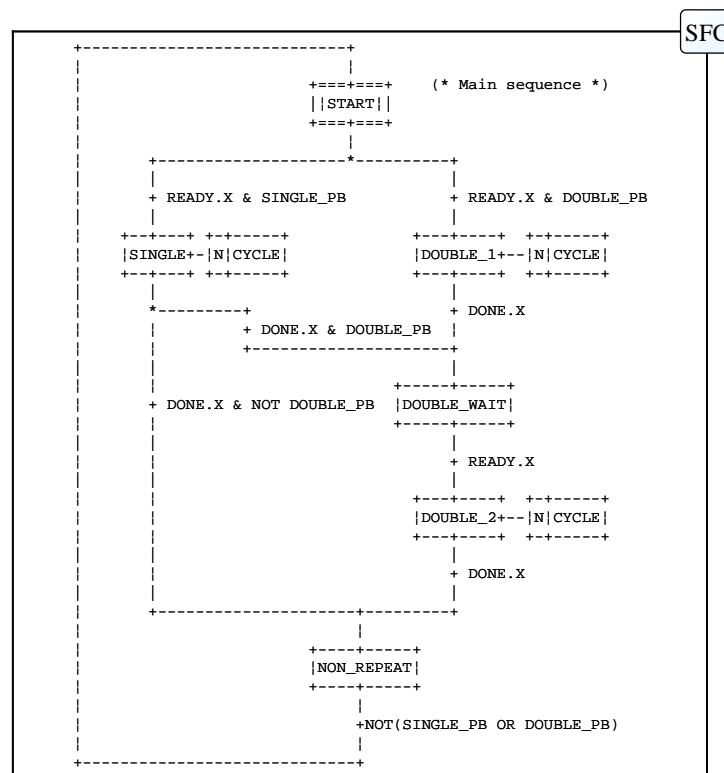 SFC
START (* Main sequence *)
READY.X & SINGLE_PB READY.X & DOUBLE_PB
SINGLE N CYCLE DOUBLE_1 N CYCLE
DONE.X
DONE.X & DOUBLE_PB
DONE.X & NOT DOUBLE_PB DOUBLE_WAIT
READY.X
DOUBLE_2 N CYCLE
DONE.X
NON_REPEAT
NOT(SINGLE_PB OR DOUBLE_PB)